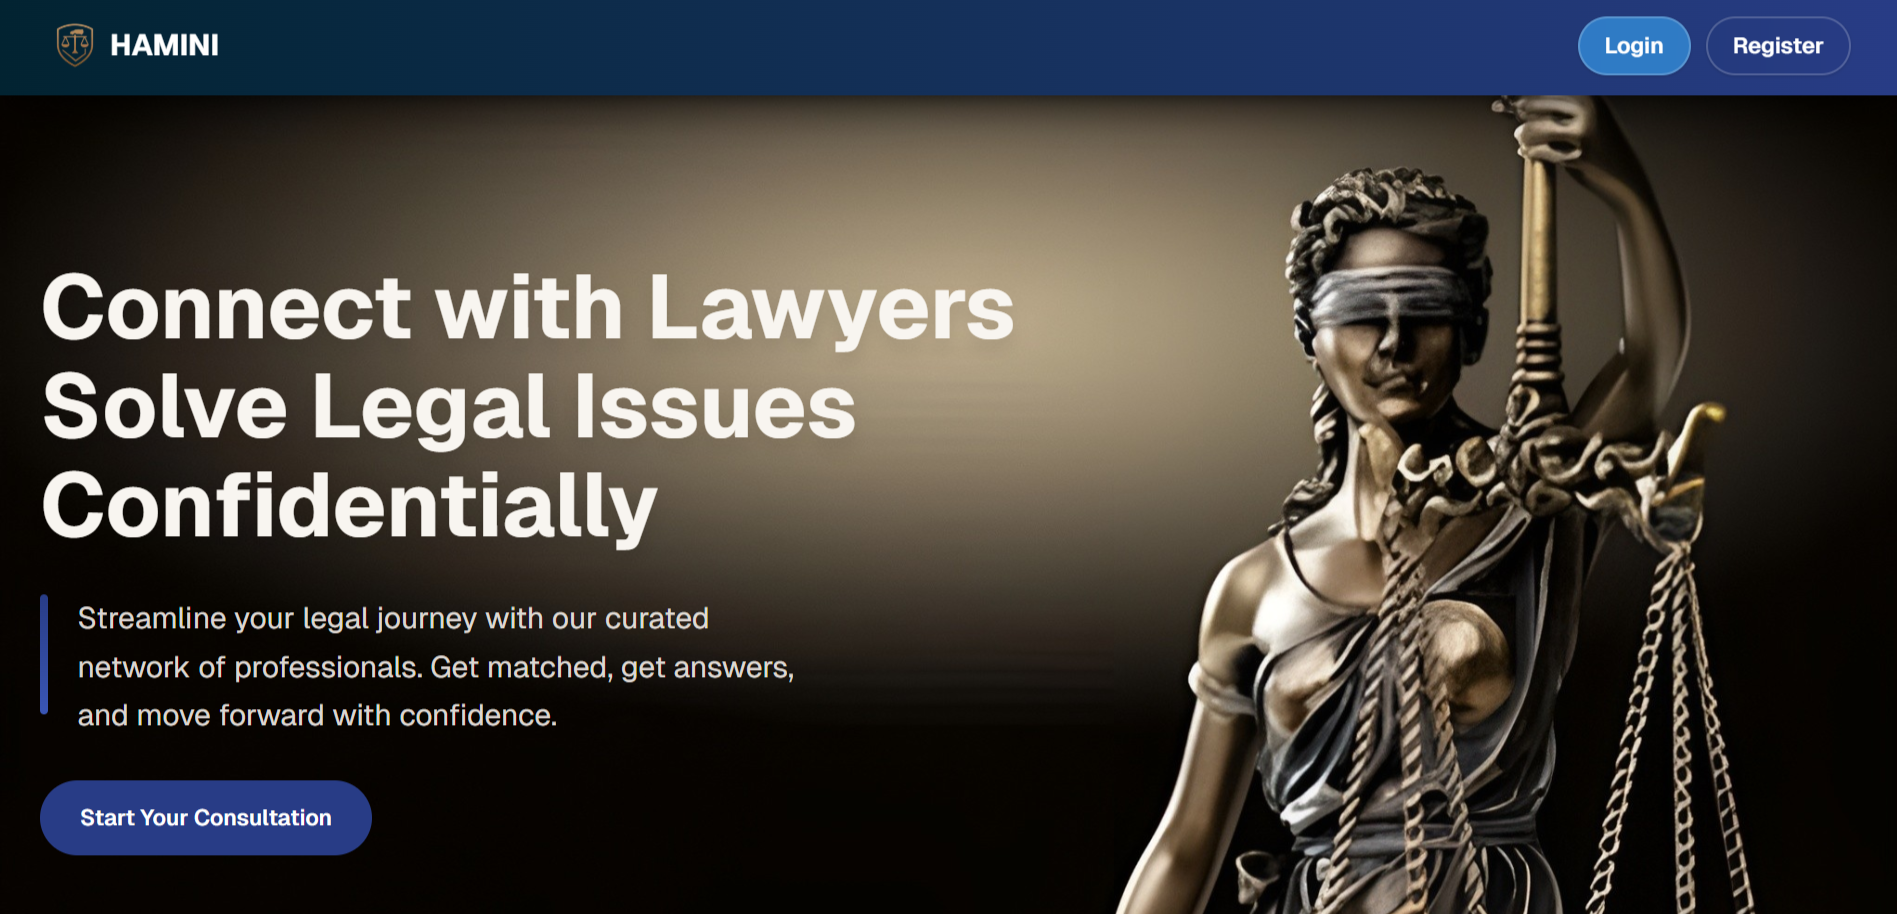 HAMINI
Login
Register
Connect with Lawyers
Solve Legal Issues
Confidentially
Streamline your legal journey with our curated
network of professionals. Get matched, get answers,
and move forward with confidence.
Start Your Consultation